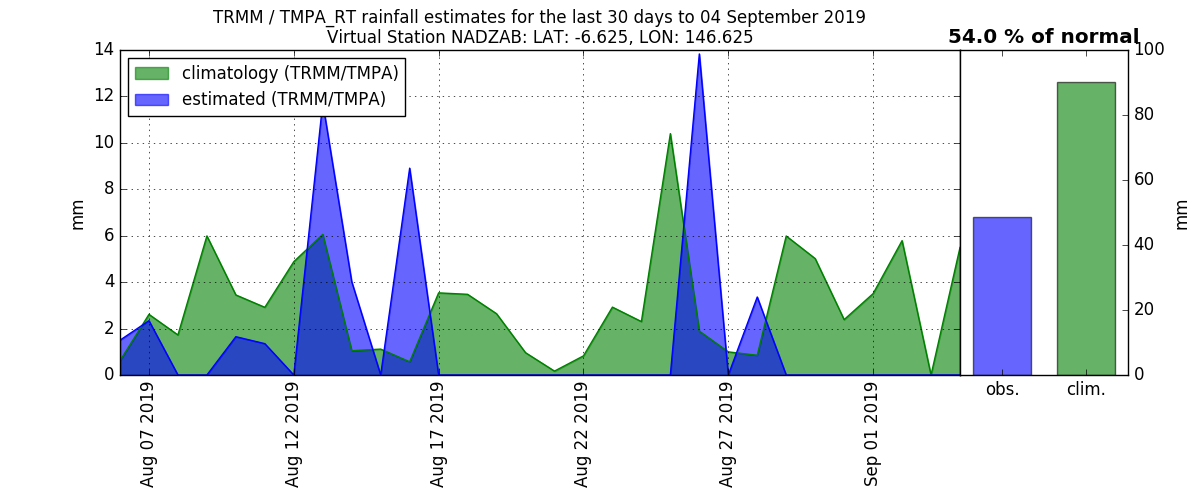 TRMM / TMPA_RT rainfall estimates for the last 30 days to 04 September 2019
Virtual Station NADZAB: LAT: -6.625, LON: 146.625
54.0 % of normal
climatology (TRMM/TMPA)
estimated (TRMM/TMPA)
mm
14
12
10
8
6
4
2
0
Aug 07 2019
Aug 12 2019
Aug 17 2019
Aug 22 2019
Aug 27 2019
Sep 01 2019
obs.
clim.
100
80
60
40
20
0
mm